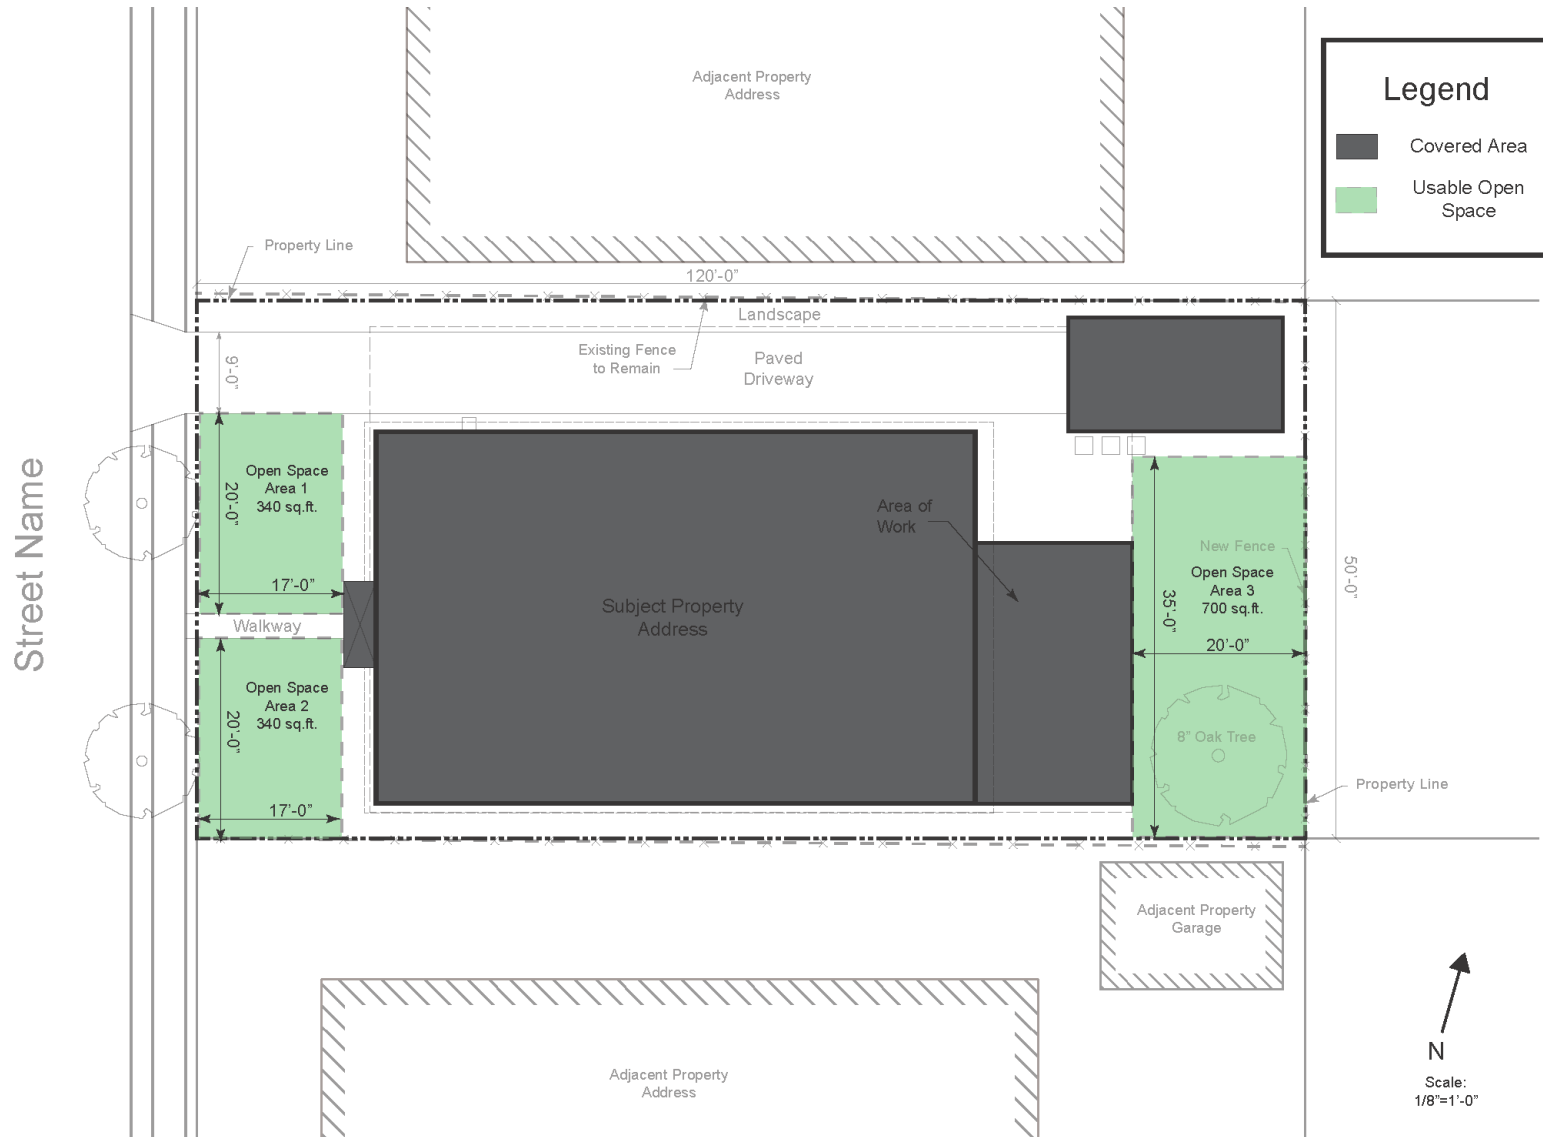 Adjacent Property
Address
Legend
Covered Area
Usable Open
Space
Property Line
120'-0"
Landscape
Existing Fence
to Remain
Paved
Driveway
9'-0"
Street Name
Open Space
Area 1
340 sq.ft.
20'-0"
17'-0"
Walkway
Open Space
Area 2
340 sq.ft.
20'-0"
17'-0"
Subject Property
Address
Area of
Work
New Fence
Open Space
Area 3
700 sq.ft.
35'-0"
20'-0"
8" Oak Tree
50'-0"
Property Line
Adjacent Property
Garage
Adjacent Property
Address
N
Scale:
1/8"=1'-0"